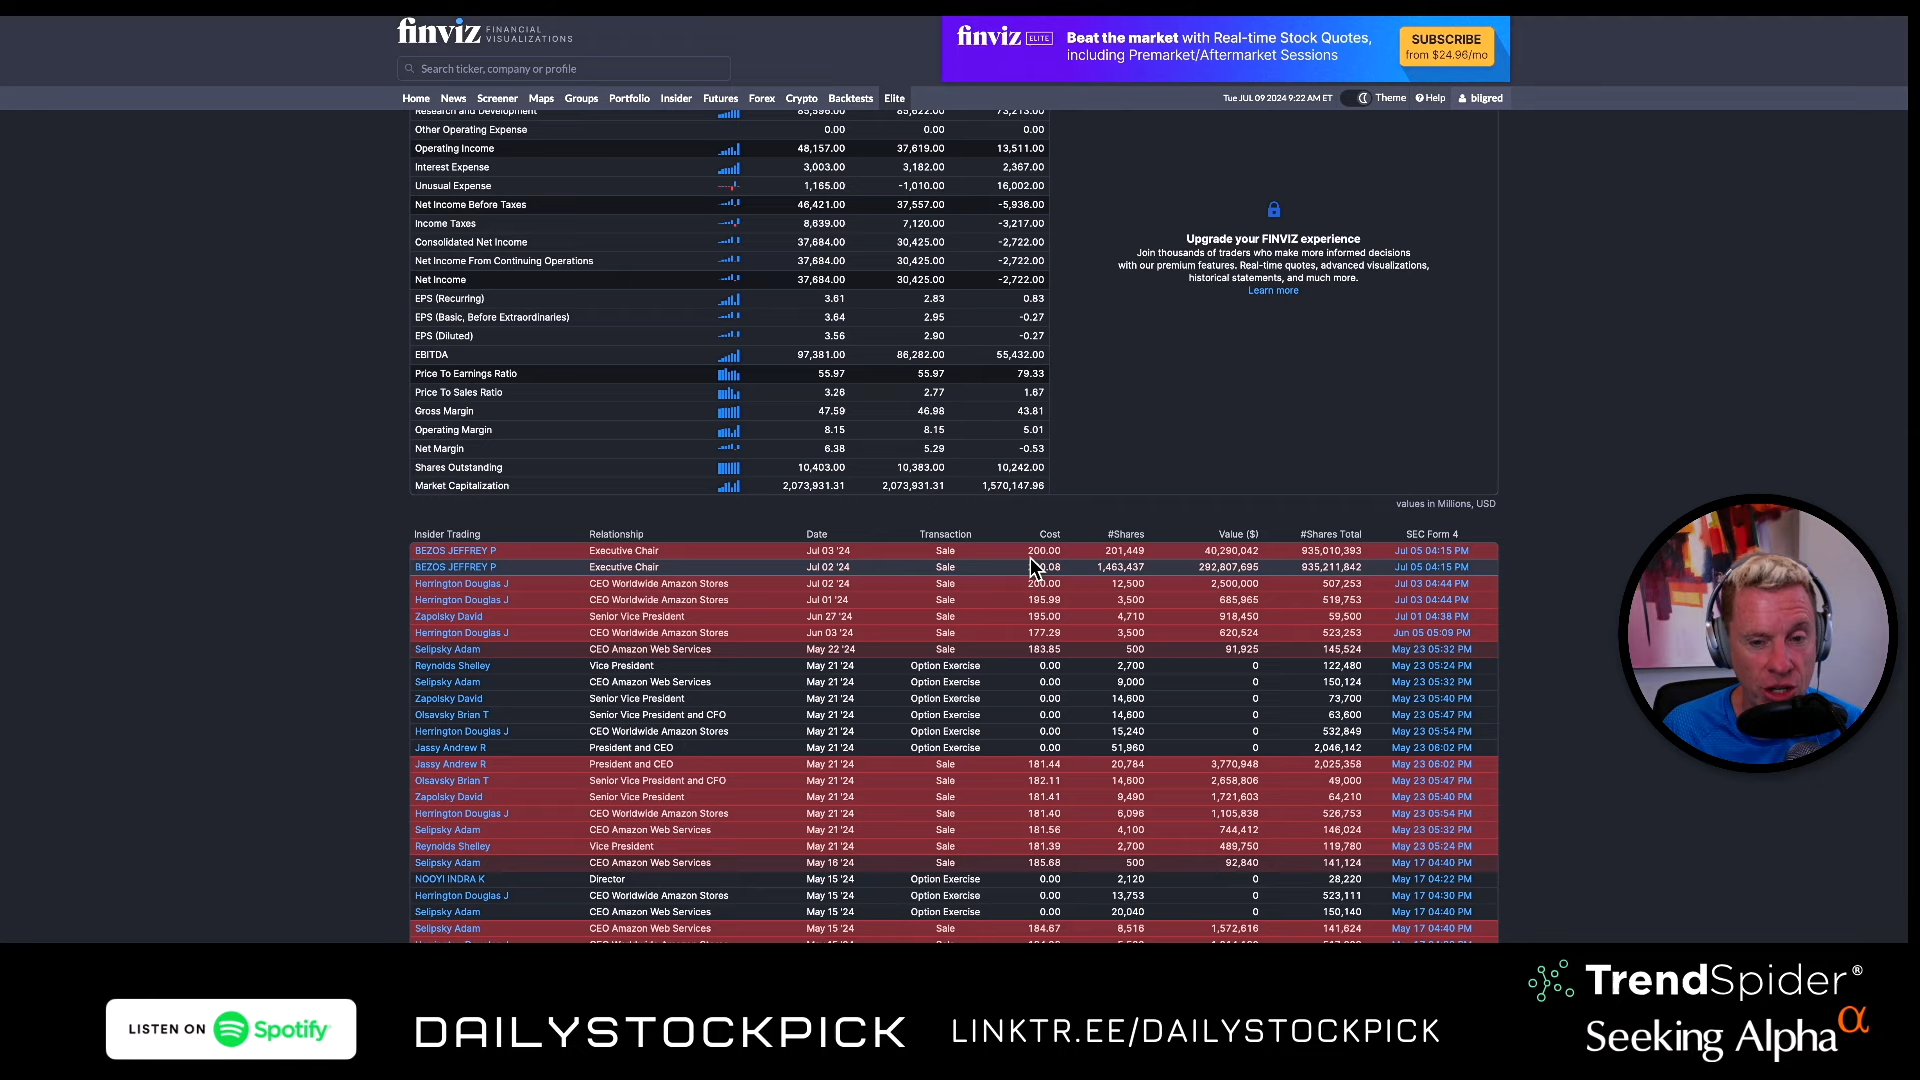 finviz FINANCIAL VISUALIZATIONS
finviz ELITE Beat the market with Real-time Stock Quotes, including Premarket/Aftermarket Sessions SUBSCRIBE from $24.96/mo
Search ticker, company or profile
Home News Screener Maps Groups Portfolio Insider Futures Forex Crypto Backtests Elite Tue JUL 09 2024 9:22 AM ET Theme Help bilgred
Research and Development 85,596.00 85,622.00 73,213.00
Other Operating Expense 0.00 0.00 0.00
Operating Income 48,157.00 37,619.00 13,511.00
Interest Expense 3,003.00 3,182.00 2,367.00
Unusual Expense 1,165.00 -1,010.00 16,002.00
Net Income Before Taxes 46,421.00 37,557.00 -5,936.00
Income Taxes 8,639.00 7,120.00 -3,217.00
Consolidated Net Income 37,684.00 30,425.00 -2,722.00
Net Income From Continuing Operations 37,684.00 30,425.00 -2,722.00
Net Income 37,684.00 30,425.00 -2,722.00
EPS (Recurring) 3.61 2.83 0.83
EPS (Basic, Before Extraordinaries) 3.64 2.95 -0.27
EPS (Diluted) 3.56 2.90 -0.27
EBITDA 97,381.00 86,282.00 55,432.00
Price To Earnings Ratio 55.97 55.97 79.33
Price To Sales Ratio 3.26 2.77 1.67
Gross Margin 47.59 46.98 43.81
Operating Margin 8.15 8.15 5.01
Net Margin 6.38 5.29 -0.53
Shares Outstanding 10,403.00 10,383.00 10,242.00
Market Capitalization 2,073,931.31 2,073,931.31 1,570,147.96
Upgrade your FINVIZ experience
Join thousands of traders who make more informed decisions
with our premium features. Real-time quotes, advanced visualizations,
historical statements, and much more.
Learn more
values in Millions, USD
Insider Trading Relationship Date Transaction Cost #Shares Value ($) #Shares Total SEC Form 4
BEZOS JEFFREY P Executive Chair Jul 03 '24 Sale 200.00 201,449 40,290,042 935,010,393 Jul 05 04:15 PM
BEZOS JEFFREY P Executive Chair Jul 02 '24 Sale 1,463,437 292,807,695 935,211,842 Jul 05 04:15 PM
Herrington Douglas J CEO Worldwide Amazon Stores Jul 02 '24 Sale 200.00 12,500 2,500,000 507,253 Jul 03 04:44 PM
Herrington Douglas J CEO Worldwide Amazon Stores Jul 01 '24 Sale 195.99 3,500 685,965 519,753 Jul 03 04:44 PM
Zapolsky David Senior Vice President Jun 27 '24 Sale 195.00 4,710 918,450 59,500 Jul 01 04:38 PM
Herrington Douglas J CEO Worldwide Amazon Stores Jun 03 '24 Sale 177.29 3,500 620,524 523,253 Jun 05 05:09 PM
Selipsky Adam CEO Amazon Web Services May 22 '24 Sale 183.85 500 91,925 145,524 May 23 05:32 PM
Reynolds Shelley Vice President May 21 '24 Option Exercise 0.00 2,700 0 122,480 May 23 05:24 PM
Selipsky Adam CEO Amazon Web Services May 21 '24 Option Exercise 0.00 9,000 0 150,124 May 23 05:32 PM
Zapolsky David Senior Vice President May 21 '24 Option Exercise 0.00 14,600 0 73,700 May 23 05:40 PM
Olsavsky Brian T Senior Vice President and CFO May 21 '24 Option Exercise 0.00 14,600 0 63,600 May 23 05:47 PM
Herrington Douglas J CEO Worldwide Amazon Stores May 21 '24 Option Exercise 0.00 15,240 0 532,849 May 23 05:54 PM
Jassy Andrew R President and CEO May 21 '24 Option Exercise 0.00 51,960 0 2,046,142 May 23 06:02 PM
Jassy Andrew R President and CEO May 21 '24 Sale 181.44 20,784 3,770,948 2,025,358 May 23 06:02 PM
Olsavsky Brian T Senior Vice President and CFO May 21 '24 Sale 182.11 14,600 2,658,806 49,000 May 23 05:47 PM
Zapolsky David Senior Vice President May 21 '24 Sale 181.41 9,490 1,721,603 64,210 May 23 05:40 PM
Herrington Douglas J CEO Worldwide Amazon Stores May 21 '24 Sale 181.40 6,096 1,105,838 526,753 May 23 05:54 PM
Selipsky Adam CEO Amazon Web Services May 21 '24 Sale 181.56 4,100 744,412 146,024 May 23 05:32 PM
Reynolds Shelley Vice President May 21 '24 Sale 181.39 2,700 489,750 119,780 May 23 05:24 PM
Selipsky Adam CEO Amazon Web Services May 16 '24 Sale 185.68 500 92,840 141,124 May 17 04:40 PM
NOOYI INDRA K Director May 15 '24 Option Exercise 0.00 2,120 0 28,220 May 17 04:22 PM
Herrington Douglas J CEO Worldwide Amazon Stores May 15 '24 Option Exercise 0.00 13,753 0 523,111 May 17 04:30 PM
Selipsky Adam CEO Amazon Web Services May 15 '24 Option Exercise 0.00 20,040 0 150,140 May 17 04:40 PM
Selipsky Adam CEO Amazon Web Services May 15 '24 Sale 184.67 8,516 1,572,616 141,624 May 17 04:40 PM
LISTEN ON Spotify DAILYSTOCKPICK LINKTR.EE/DAILYSTOCKPICK TrendSpider®
Seeking Alpha α